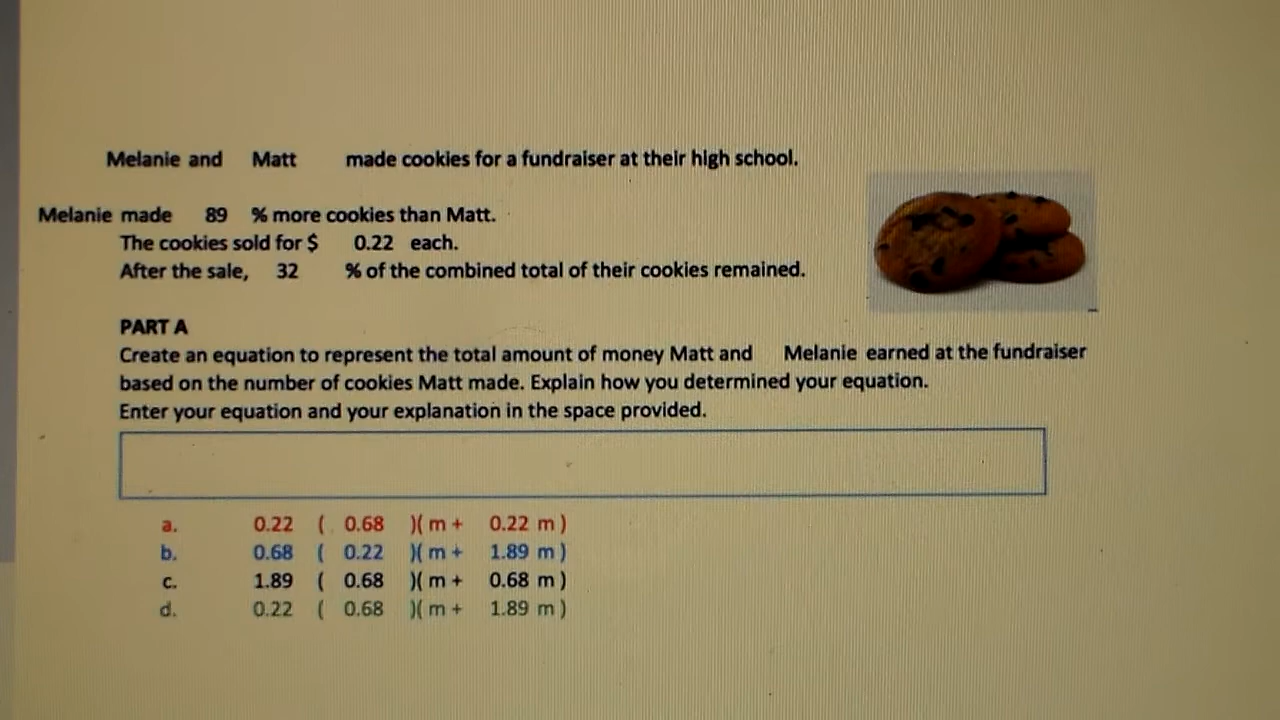 Melanie and Matt made cookies for a fundraiser at their high school.
Melanie made 89 % more cookies than Matt.
The cookies sold for $ 0.22 each.
After the sale, 32 % of the combined total of their cookies remained.
PART A
Create an equation to represent the total amount of money Matt and Melanie earned at the fundraiser
based on the number of cookies Matt made. Explain how you determined your equation.
Enter your equation and your explanation in the space provided.
a. 0.22 ( 0.68 )( m + 0.22 m )
b. 0.68 ( 0.22 )( m + 1.89 m )
c. 1.89 ( 0.68 )( m + 0.68 m )
d. 0.22 ( 0.68 )( m + 1.89 m )